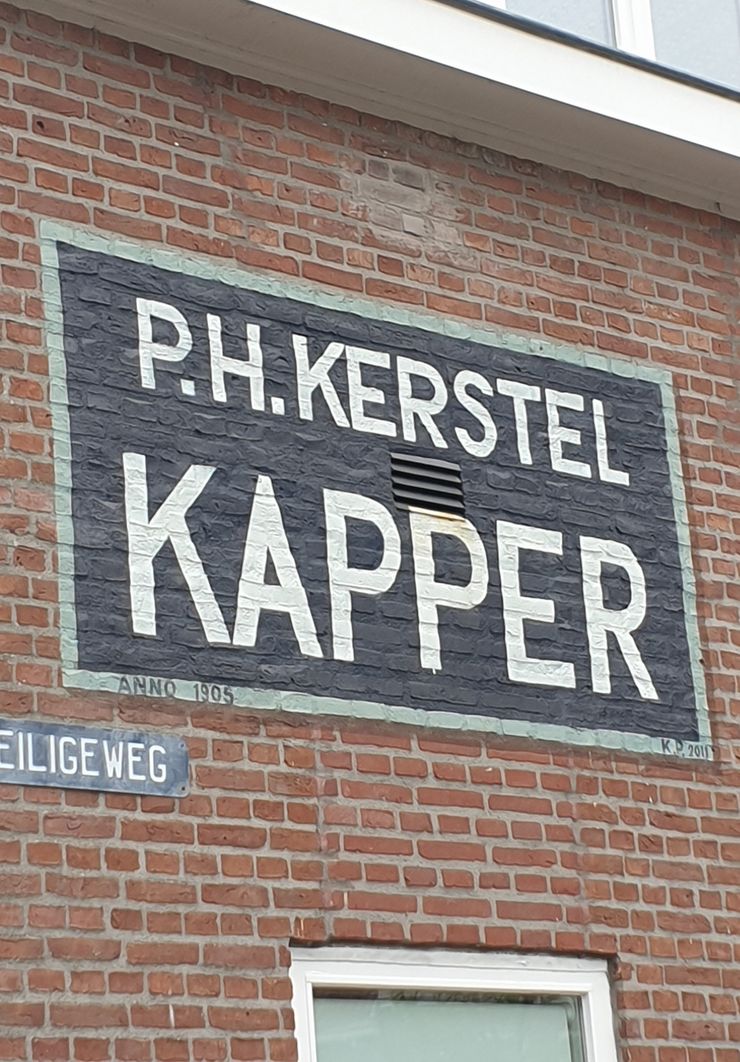 P.H. KERSTEL
KAPPER
ANNO 1905
K.P. 2011
EILIGEWEG